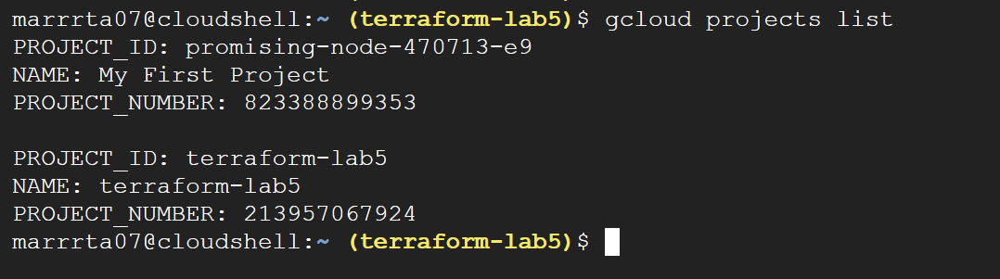 marrrta07@cloudshell:~ (terraform-lab5)$ gcloud projects list
PROJECT_ID: promising-node-470713-e9
NAME: My First Project
PROJECT_NUMBER: 823388899353

PROJECT_ID: terraform-lab5
NAME: terraform-lab5
PROJECT_NUMBER: 213957067924
marrrta07@cloudshell:~ (terraform-lab5)$